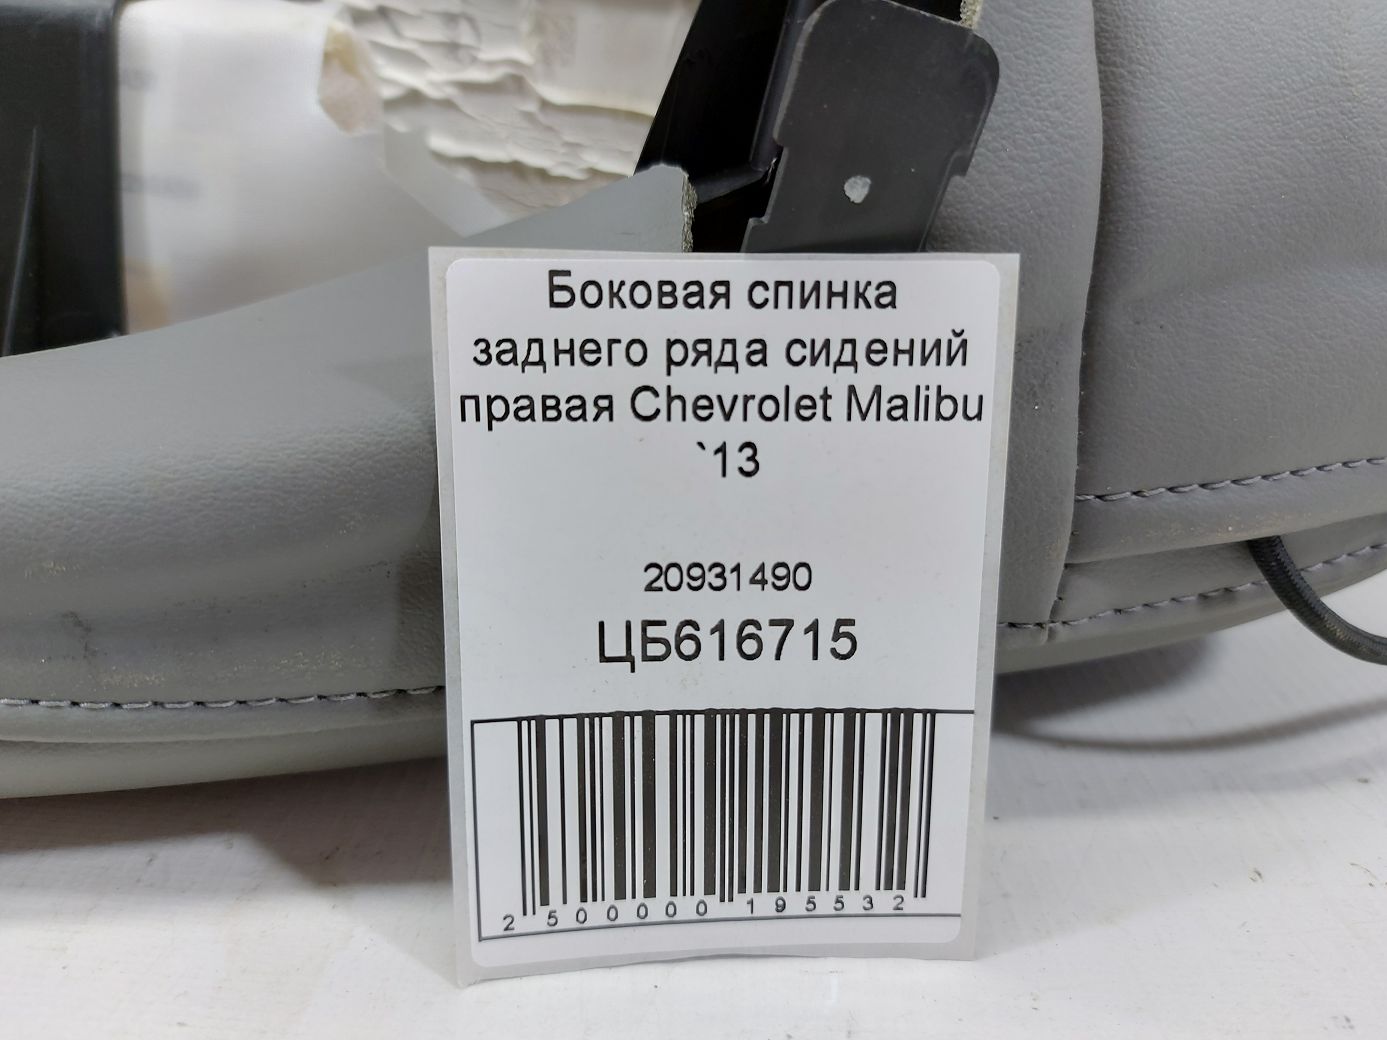 Боковая спинка
заднего ряда сидений
правая Chevrolet Malibu
`13
20931490
ЦБ616715
2 500000 195532